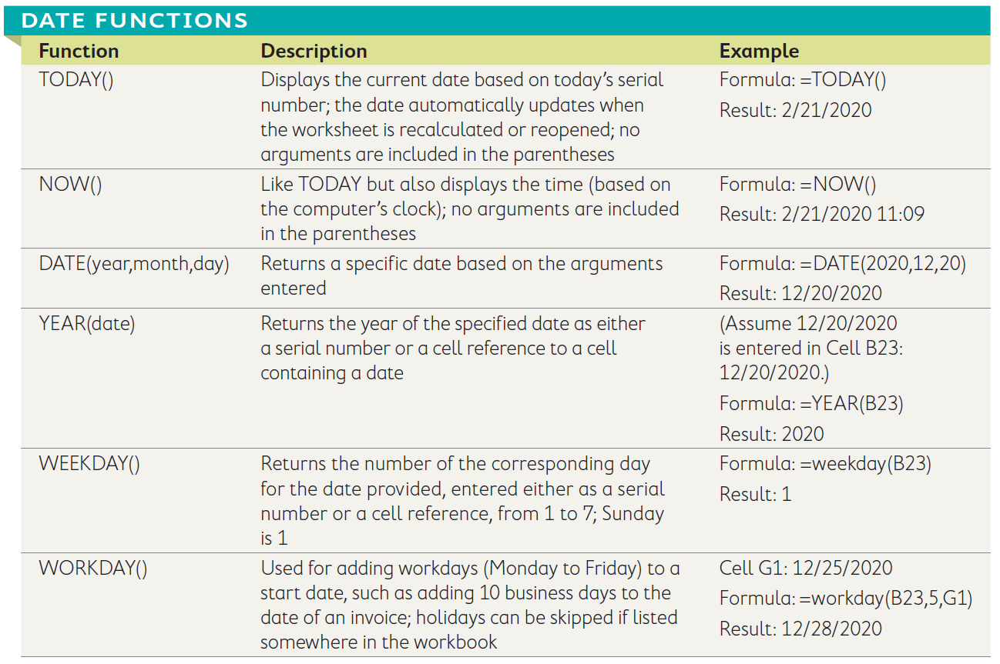 DATE FUNCTIONS
Function Description Example
TODAY() Displays the current date based on today's serial Formula: =TODAY()
number; the date automatically updates when Result: 2/21/2020
the worksheet is recalculated or reopened; no
arguments are included in the parentheses
NOW() Like TODAY but also displays the time (based on Formula: =NOW()
the computer's clock); no arguments are included Result: 2/21/2020 11:09
in the parentheses
DATE(year,month,day) Returns a specific date based on the arguments Formula: =DATE(2020,12,20)
entered Result: 12/20/2020
YEAR(date) Returns the year of the specified date as either (Assume 12/20/2020
a serial number or a cell reference to a cell is entered in Cell B23:
containing a date 12/20/2020.)
Formula: =YEAR(B23)
Result: 2020
WEEKDAY() Returns the number of the corresponding day Formula: =weekday(B23)
for the date provided, entered either as a serial Result: 1
number or a cell reference, from 1 to 7; Sunday
is 1
WORKDAY() Used for adding workdays (Monday to Friday) to a Cell G1: 12/25/2020
start date, such as adding 10 business days to the Formula: =workday(B23,5,G1)
date of an invoice; holidays can be skipped if listed Result: 12/28/2020
somewhere in the workbook